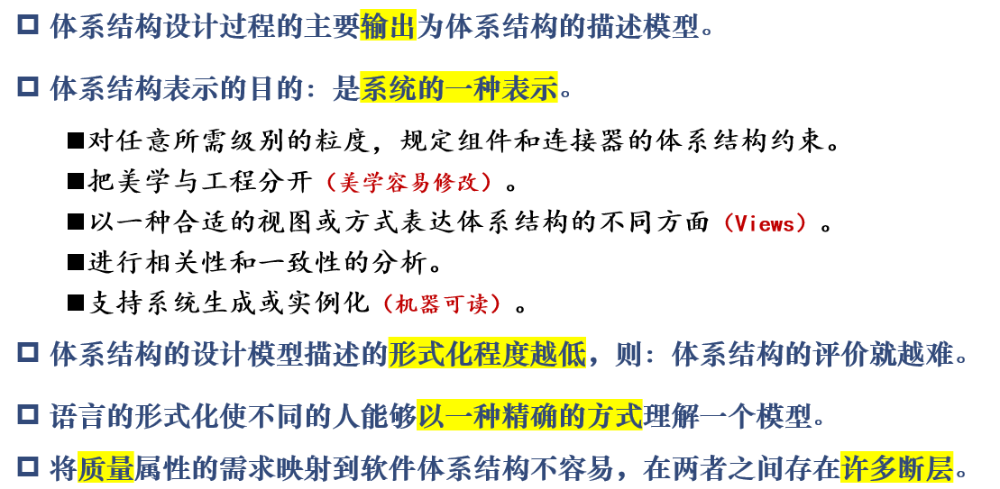 体系结构设计过程的主要输出为体系结构的描述模型。
体系结构表示的目的：是系统的一种表示。
■对任意所需级别的粒度，规定组件和连接器的体系结构约束。
■把美学与工程分开（美学容易修改）。
■以一种合适的视图或方式表达体系结构的不同方面（Views）。
■进行相关性和一致性的分析。
■支持系统生成或实例化（机器可读）。
体系结构的设计模型描述的形式化程度越低，则：体系结构的评价就越难。
语言的形式化使不同的人能够以一种精确的方式理解一个模型。
将质量属性的需求映射到软件体系结构不容易，在两者之间存在许多断层。